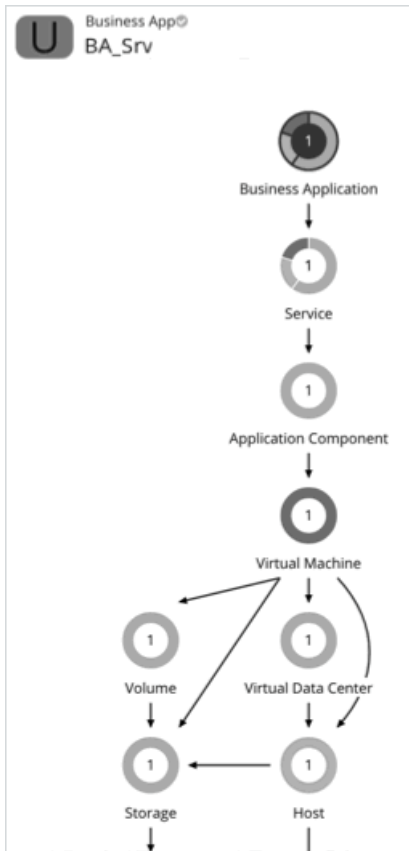 Business App
U
BA_Srv
1
Business Application
1
Service
1
Application Component
1
Virtual Machine
1
1
Volume
Virtual Data Center
1
1
Storage
Host